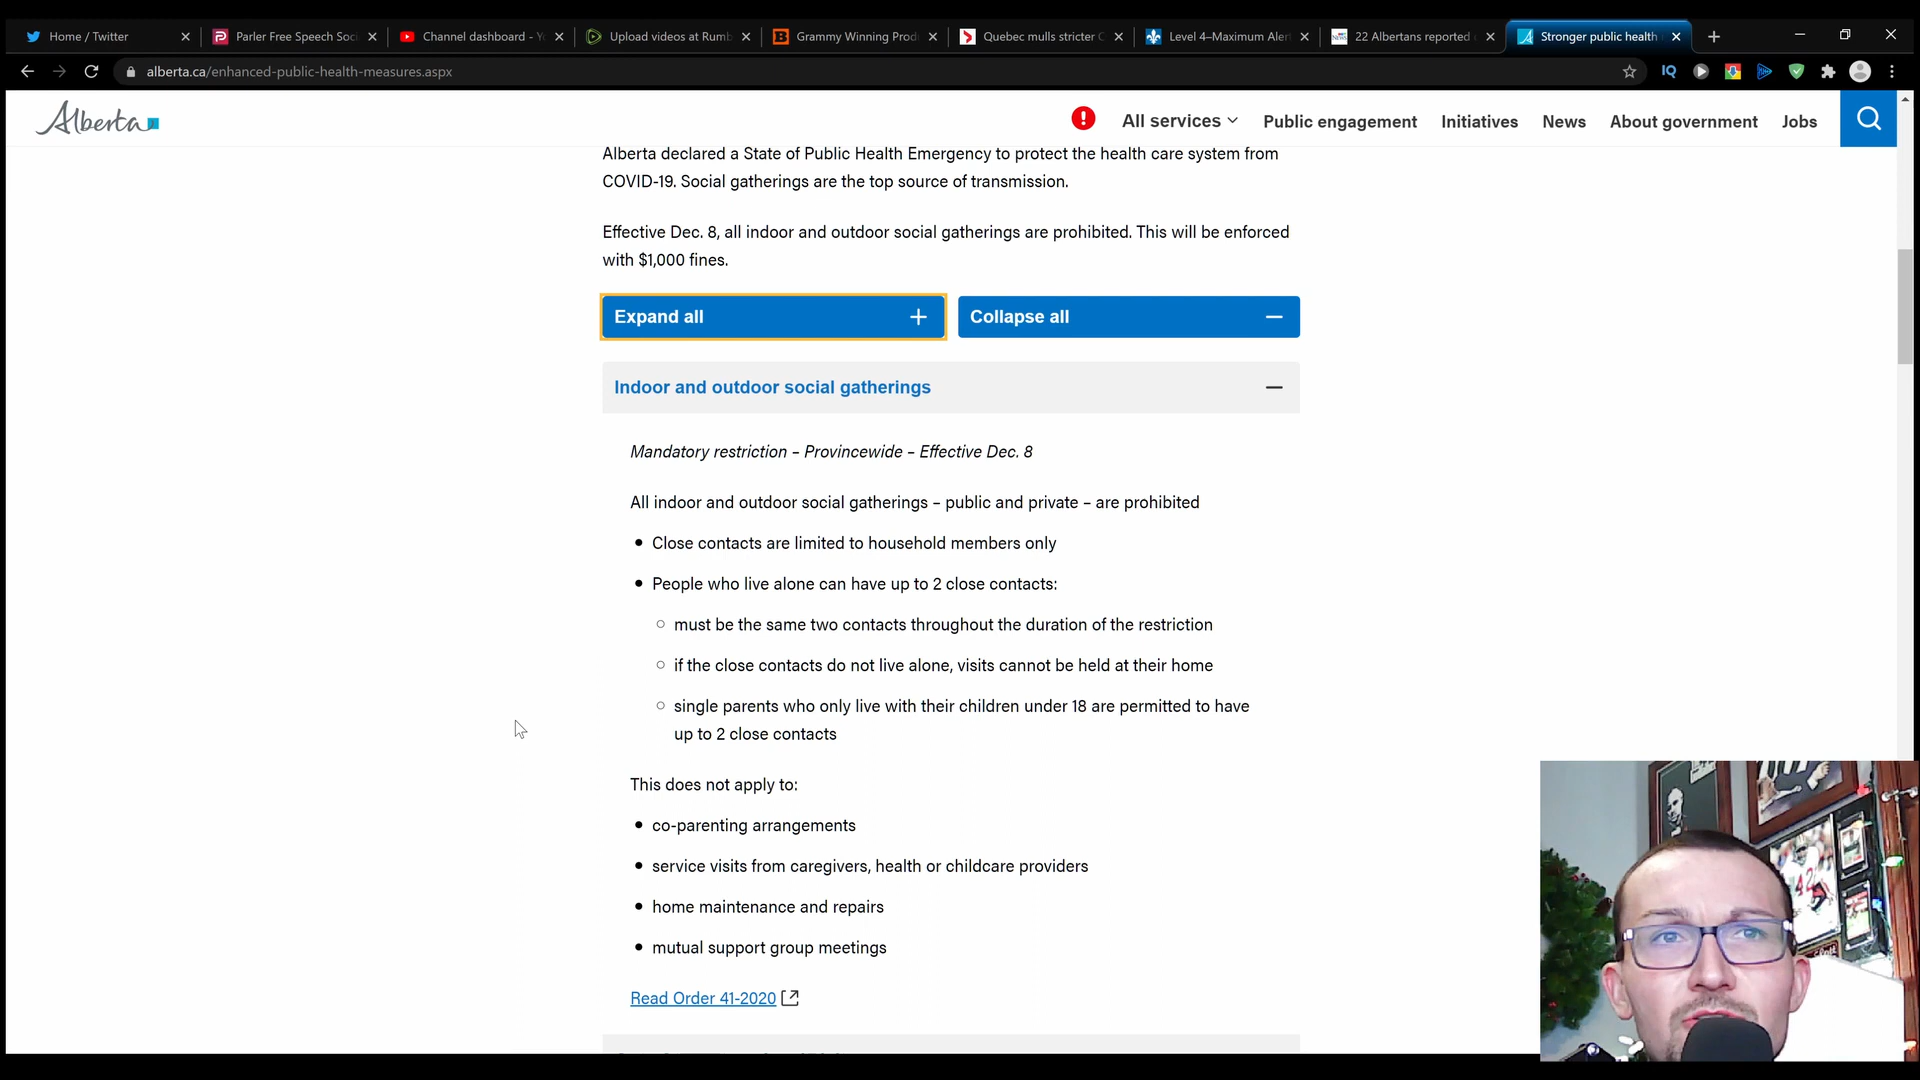 Home / Twitter
Parler Free Speech Soci
Channel dashboard - Y
Upload videos at Rumb
Grammy Winning Prod
Quebec mulls stricter C
Level 4–Maximum Aler
22 Albertans reported
Stronger public health
alberta.ca/enhanced-public-health-measures.aspx
IQ
Alberta
All services
Public engagement
Initiatives
News
About government
Jobs
Alberta declared a State of Public Health Emergency to protect the health care system from
COVID-19. Social gatherings are the top source of transmission.
Effective Dec. 8, all indoor and outdoor social gatherings are prohibited. This will be enforced
with $1,000 fines.
Expand all
Collapse all
Indoor and outdoor social gatherings
Mandatory restriction – Provincewide – Effective Dec. 8
All indoor and outdoor social gatherings – public and private – are prohibited
Close contacts are limited to household members only
People who live alone can have up to 2 close contacts:
must be the same two contacts throughout the duration of the restriction
if the close contacts do not live alone, visits cannot be held at their home
single parents who only live with their children under 18 are permitted to have
up to 2 close contacts
This does not apply to:
co-parenting arrangements
service visits from caregivers, health or childcare providers
home maintenance and repairs
mutual support group meetings
Read Order 41-2020